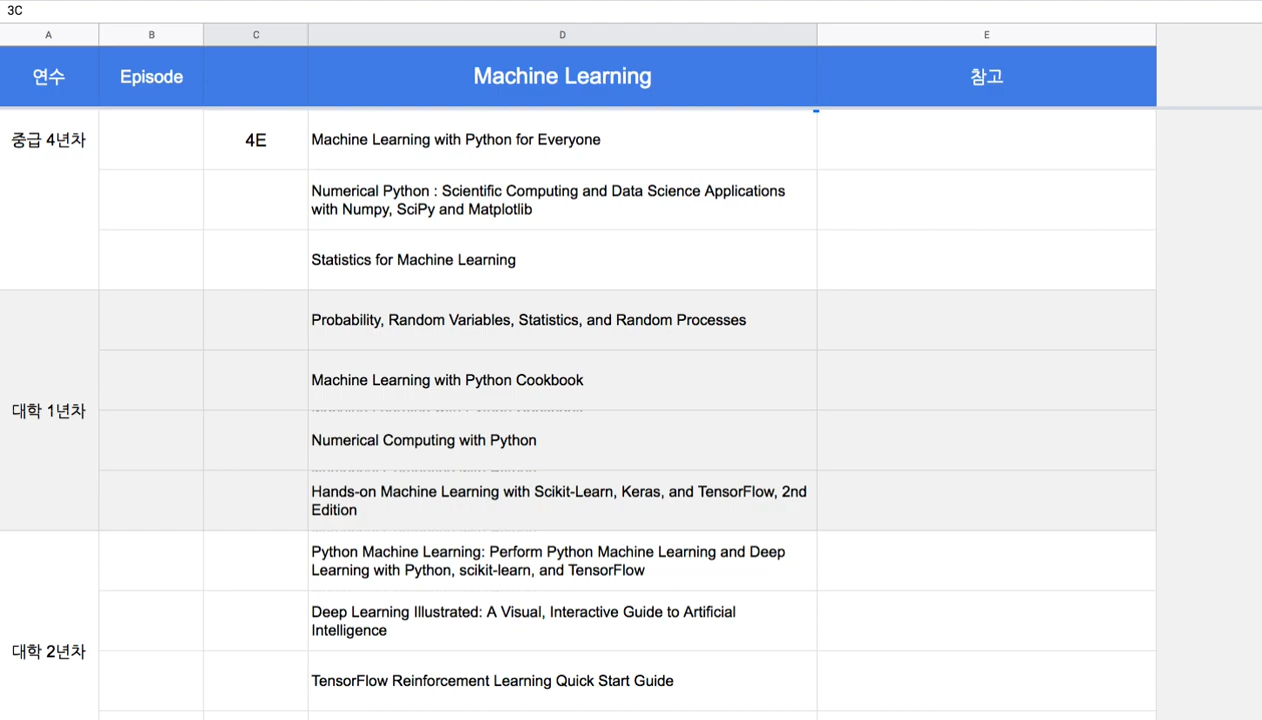 3C
A B C D E
연수 Episode Machine Learning 참고
중급 4년차 4E Machine Learning with Python for Everyone
Numerical Python : Scientific Computing and Data Science Applications
with Numpy, SciPy and Matplotlib
Statistics for Machine Learning
Probability, Random Variables, Statistics, and Random Processes
Machine Learning with Python Cookbook
대학 1년차
Numerical Computing with Python
Hands-on Machine Learning with Scikit-Learn, Keras, and TensorFlow, 2nd
Edition
Python Machine Learning: Perform Python Machine Learning and Deep
Learning with Python, scikit-learn, and TensorFlow
Deep Learning Illustrated: A Visual, Interactive Guide to Artificial
Intelligence
대학 2년차
TensorFlow Reinforcement Learning Quick Start Guide